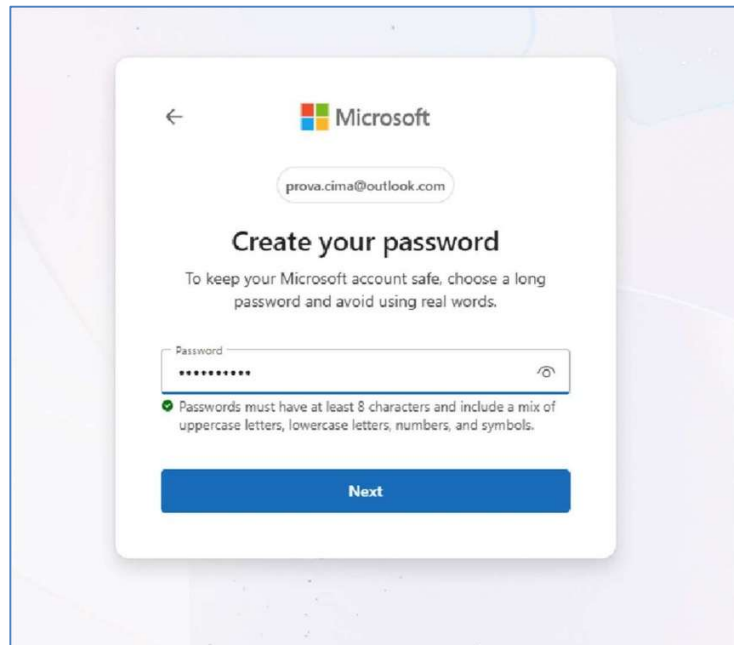 Microsoft
prova.cima@outlook.com
Create your password
To keep your Microsoft account safe, choose a long
password and avoid using real words.
Password
Passwords must have at least 8 characters and include a mix of
uppercase letters, lowercase letters, numbers, and symbols.
Next